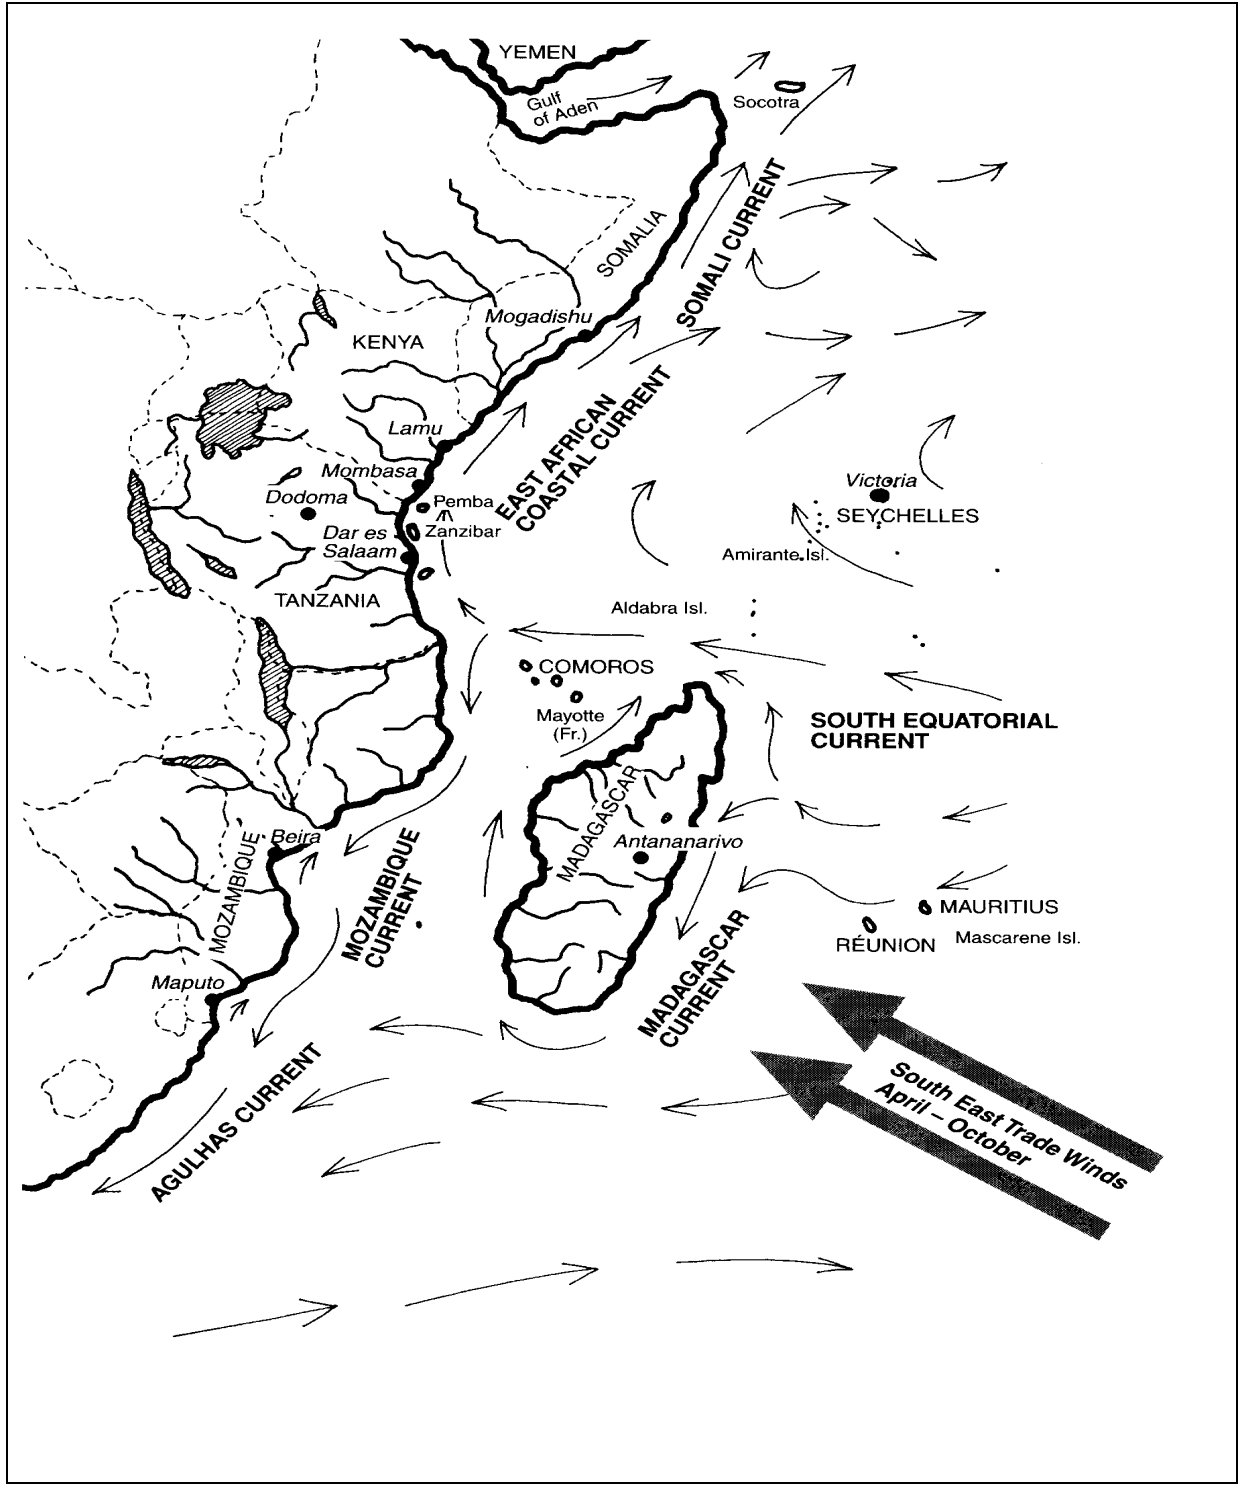 YEMEN
Gulf
of Aden
Socotra
SOMALIA
SOMALI CURRENT
Mogadishu
KENYA
EAST AFRICAN
COASTAL CURRENT
Lamu
Mombasa
Dodoma
Pemba
Victoria
SEYCHELLES
Dar es
Salaam
Zanzibar
Amirante Isl.
TANZANIA
Aldabra Isl.
COMOROS
Mayotte
(Fr.)
SOUTH EQUATORIAL
CURRENT
MADAGASCAR
Antananarivo
Beira
MOZAMBIQUE
MOZAMBIQUE
CURRENT
MAURITIUS
RÉUNION
Mascarene Isl.
MADAGASCAR
CURRENT
Maputo
AGULHAS CURRENT
South East Trade Winds
April – October